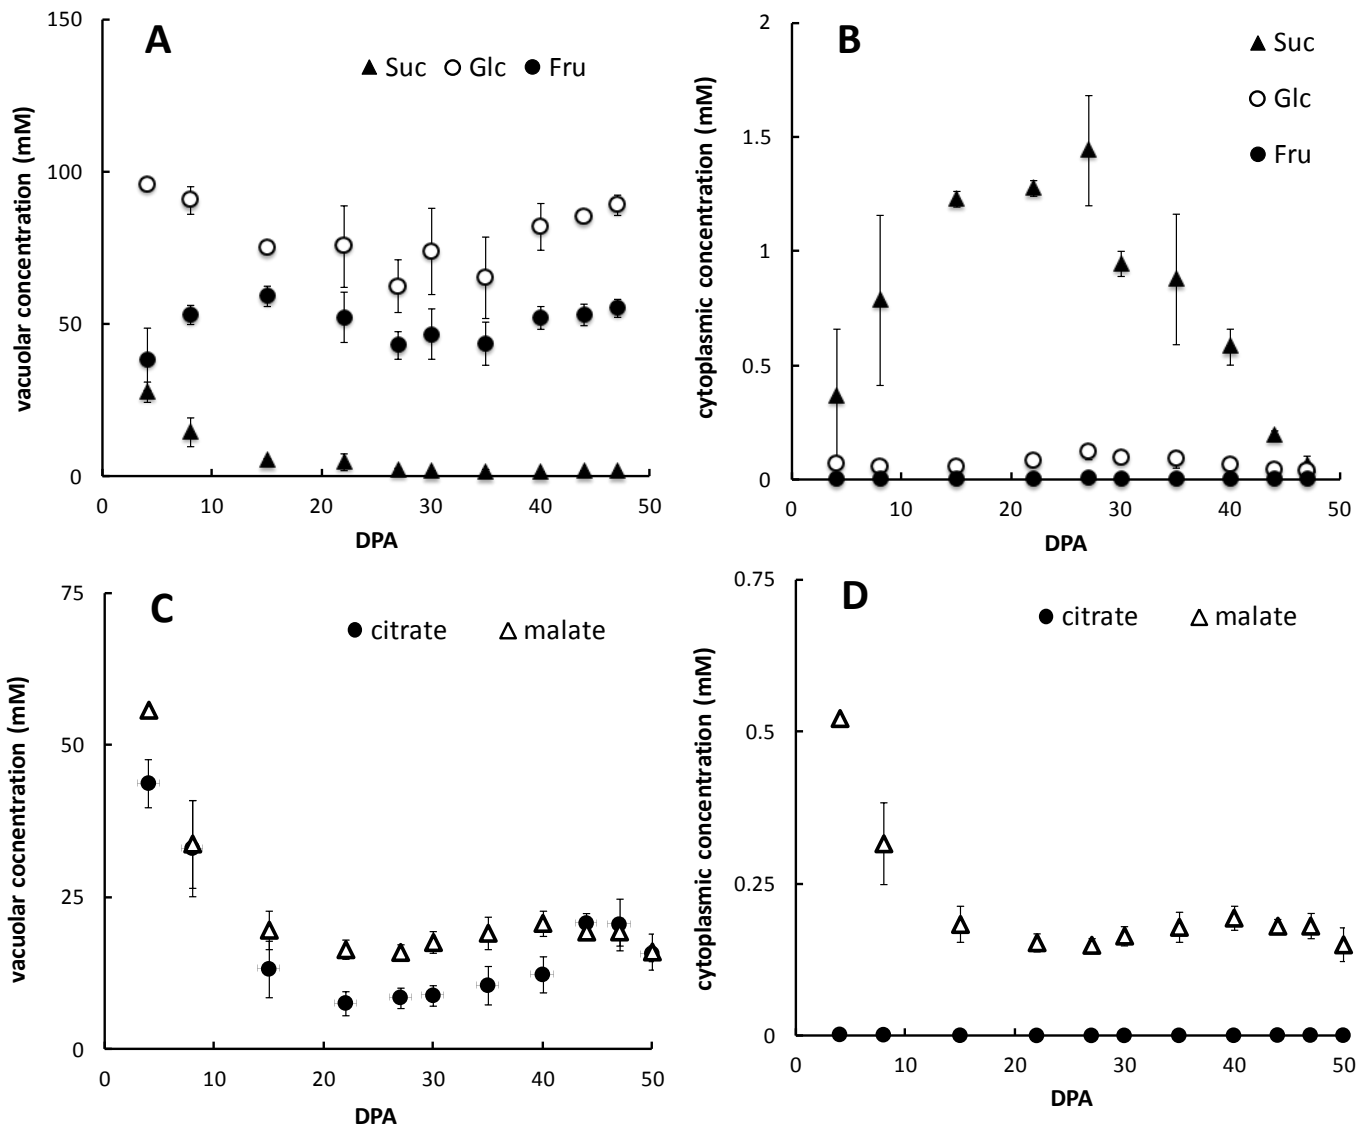 A
Suc Glc Fru
150
100
50
0
0 10 20 30 40 50
vacuolar concentration (mM)
DPA
B
Suc
Glc
Fru
2
1.5
1
0.5
0
0 10 20 30 40 50
cytoplasmic concentration (mM)
DPA
C
citrate malate
75
50
25
0
0 10 20 30 40 50
vacuolar cocnentration (mM)
DPA
D
citrate malate
0.75
0.5
0.25
0
0 10 20 30 40 50
cytoplasmic concentration (mM)
DPA